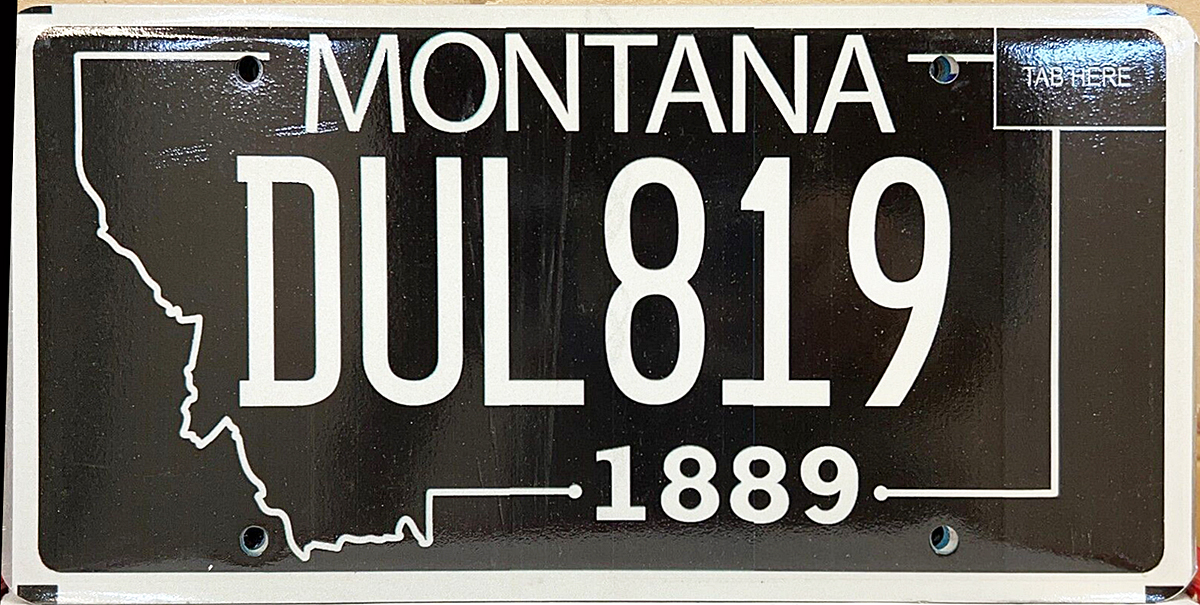 MONTANA
TAB HERE
DUL819
1889